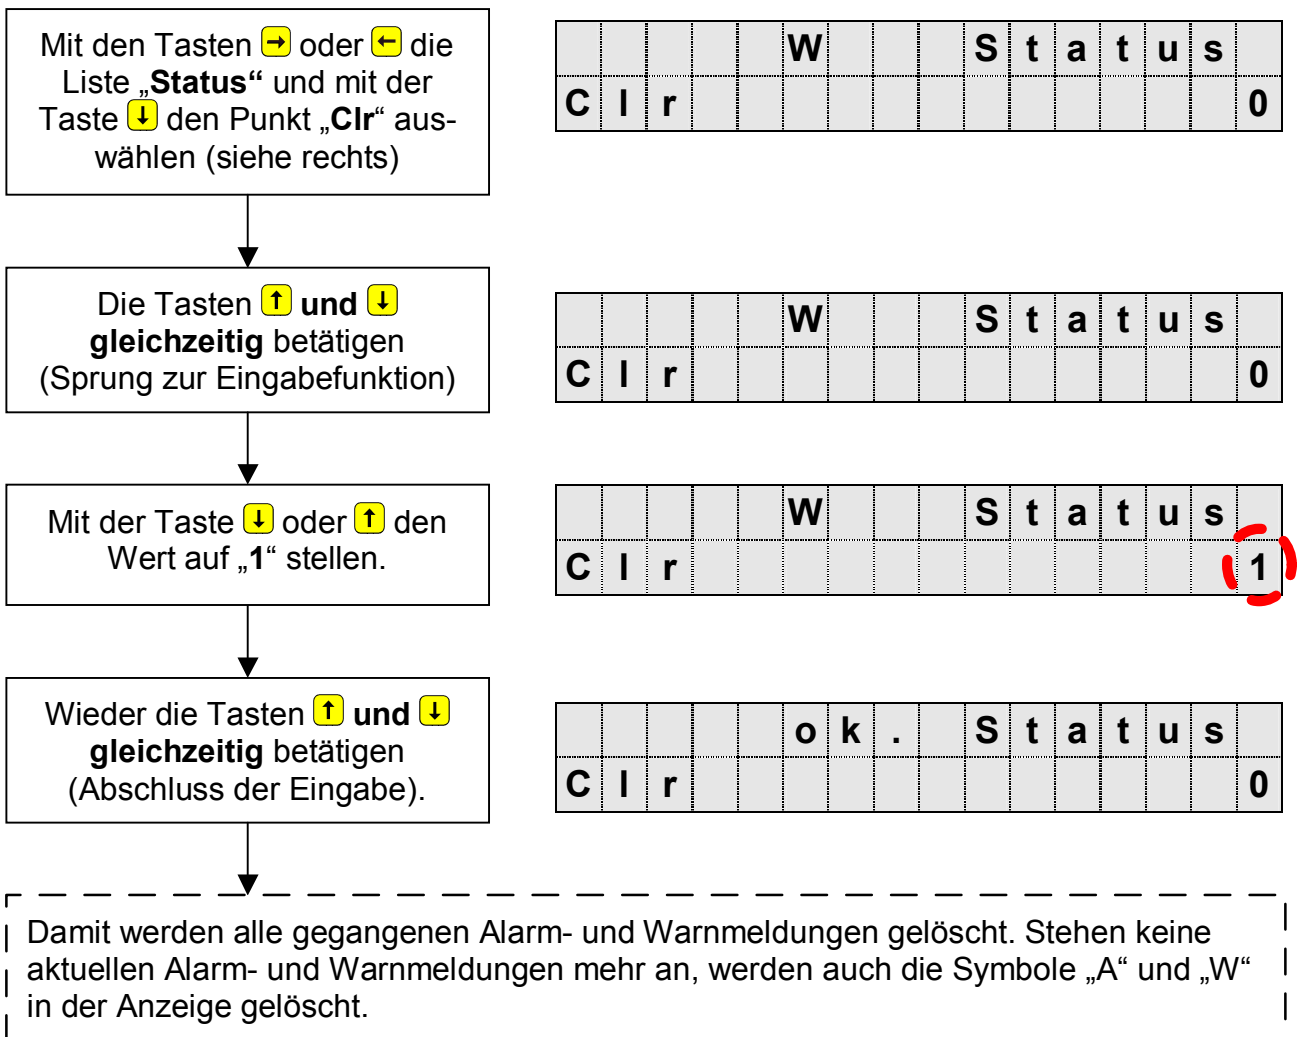 Mit den Tasten → oder ← die
Liste „Status“ und mit der
Taste ↓ den Punkt „Clr“ aus-
wählen (siehe rechts)
W Status
Clr 0
Die Tasten ↑ und ↓
gleichzeitig betätigen
(Sprung zur Eingabefunktion)
W Status
Clr 0
Mit der Taste ↓ oder ↑ den
Wert auf „1“ stellen.
W Status
Clr 1
Wieder die Tasten ↑ und ↓
gleichzeitig betätigen
(Abschluss der Eingabe).
ok. Status
Clr 0
Damit werden alle gegangenen Alarm- und Warnmeldungen gelöscht. Stehen keine
aktuellen Alarm- und Warnmeldungen mehr an, werden auch die Symbole „A“ und „W“
in der Anzeige gelöscht.